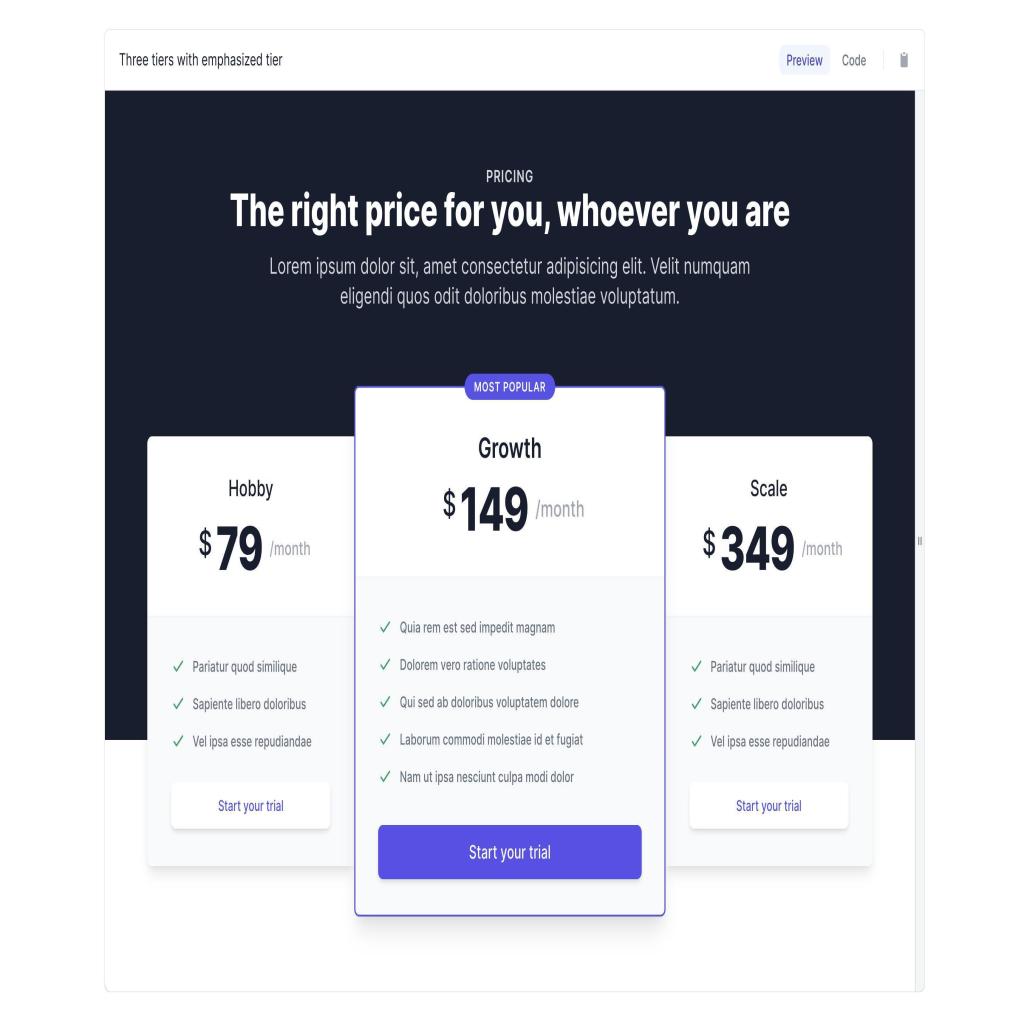 Three tiers with emphasized tier
Preview
Code
PRICING
The right price for you, whoever you are
Lorem ipsum dolor sit, amet consectetur adipisicing elit. Velit numquam
eligendi quos odit doloribus molestiae voluptatum.
Hobby
$79 /month
Pariatur quod similique
Sapiente libero doloribus
Vel ipsa esse repudiandae
Start your trial
MOST POPULAR
Growth
$149 /month
Quia rem est sed impedit magnam
Dolorem vero ratione voluptates
Qui sed ab doloribus voluptatem dolore
Laborum commodi molestiae id et fugiat
Nam ut ipsa nesciunt culpa modi dolor
Start your trial
Scale
$349 /month
Pariatur quod similique
Sapiente libero doloribus
Vel ipsa esse repudiandae
Start your trial